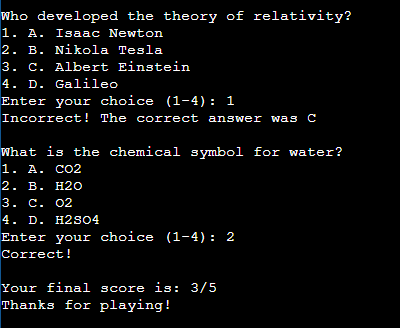 Who developed the theory of relativity?
1. A. Isaac Newton
2. B. Nikola Tesla
3. C. Albert Einstein
4. D. Galileo
Enter your choice (1-4): 1
Incorrect! The correct answer was C
What is the chemical symbol for water?
1. A. CO2
2. B. H2O
3. C. O2
4. D. H2SO4
Enter your choice (1-4): 2
Correct!
Your final score is: 3/5
Thanks for playing!